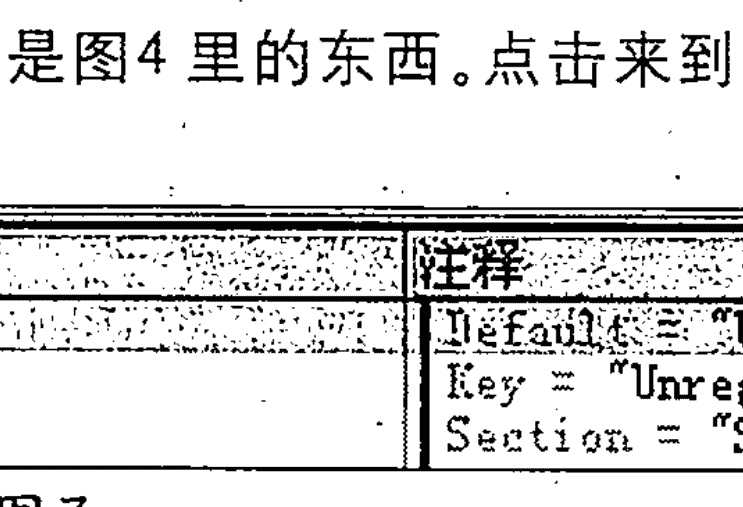 是图4里的东西。点击来到
注释
Default = "
Key = "Unre
Section = "S